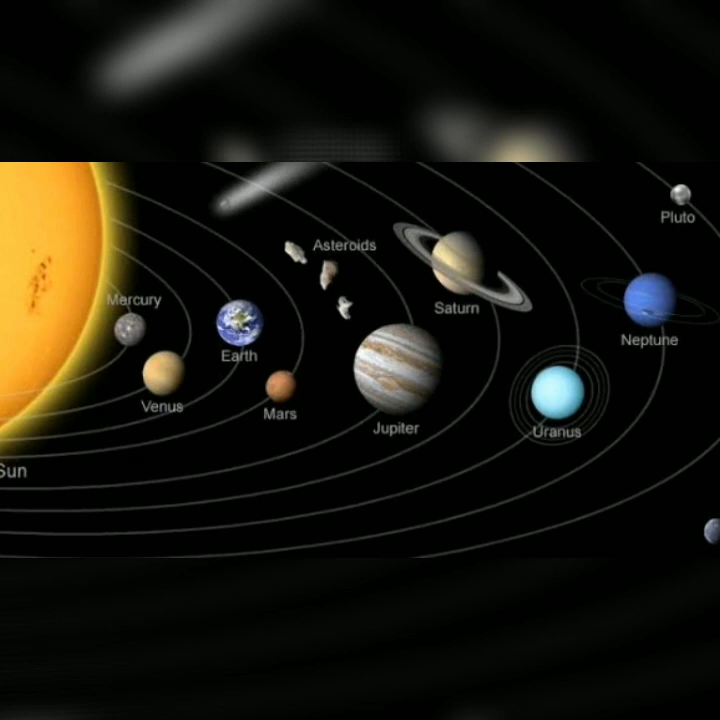 Sun
Mercury
Venus
Earth
Mars
Asteroids
Jupiter
Saturn
Uranus
Neptune
Pluto